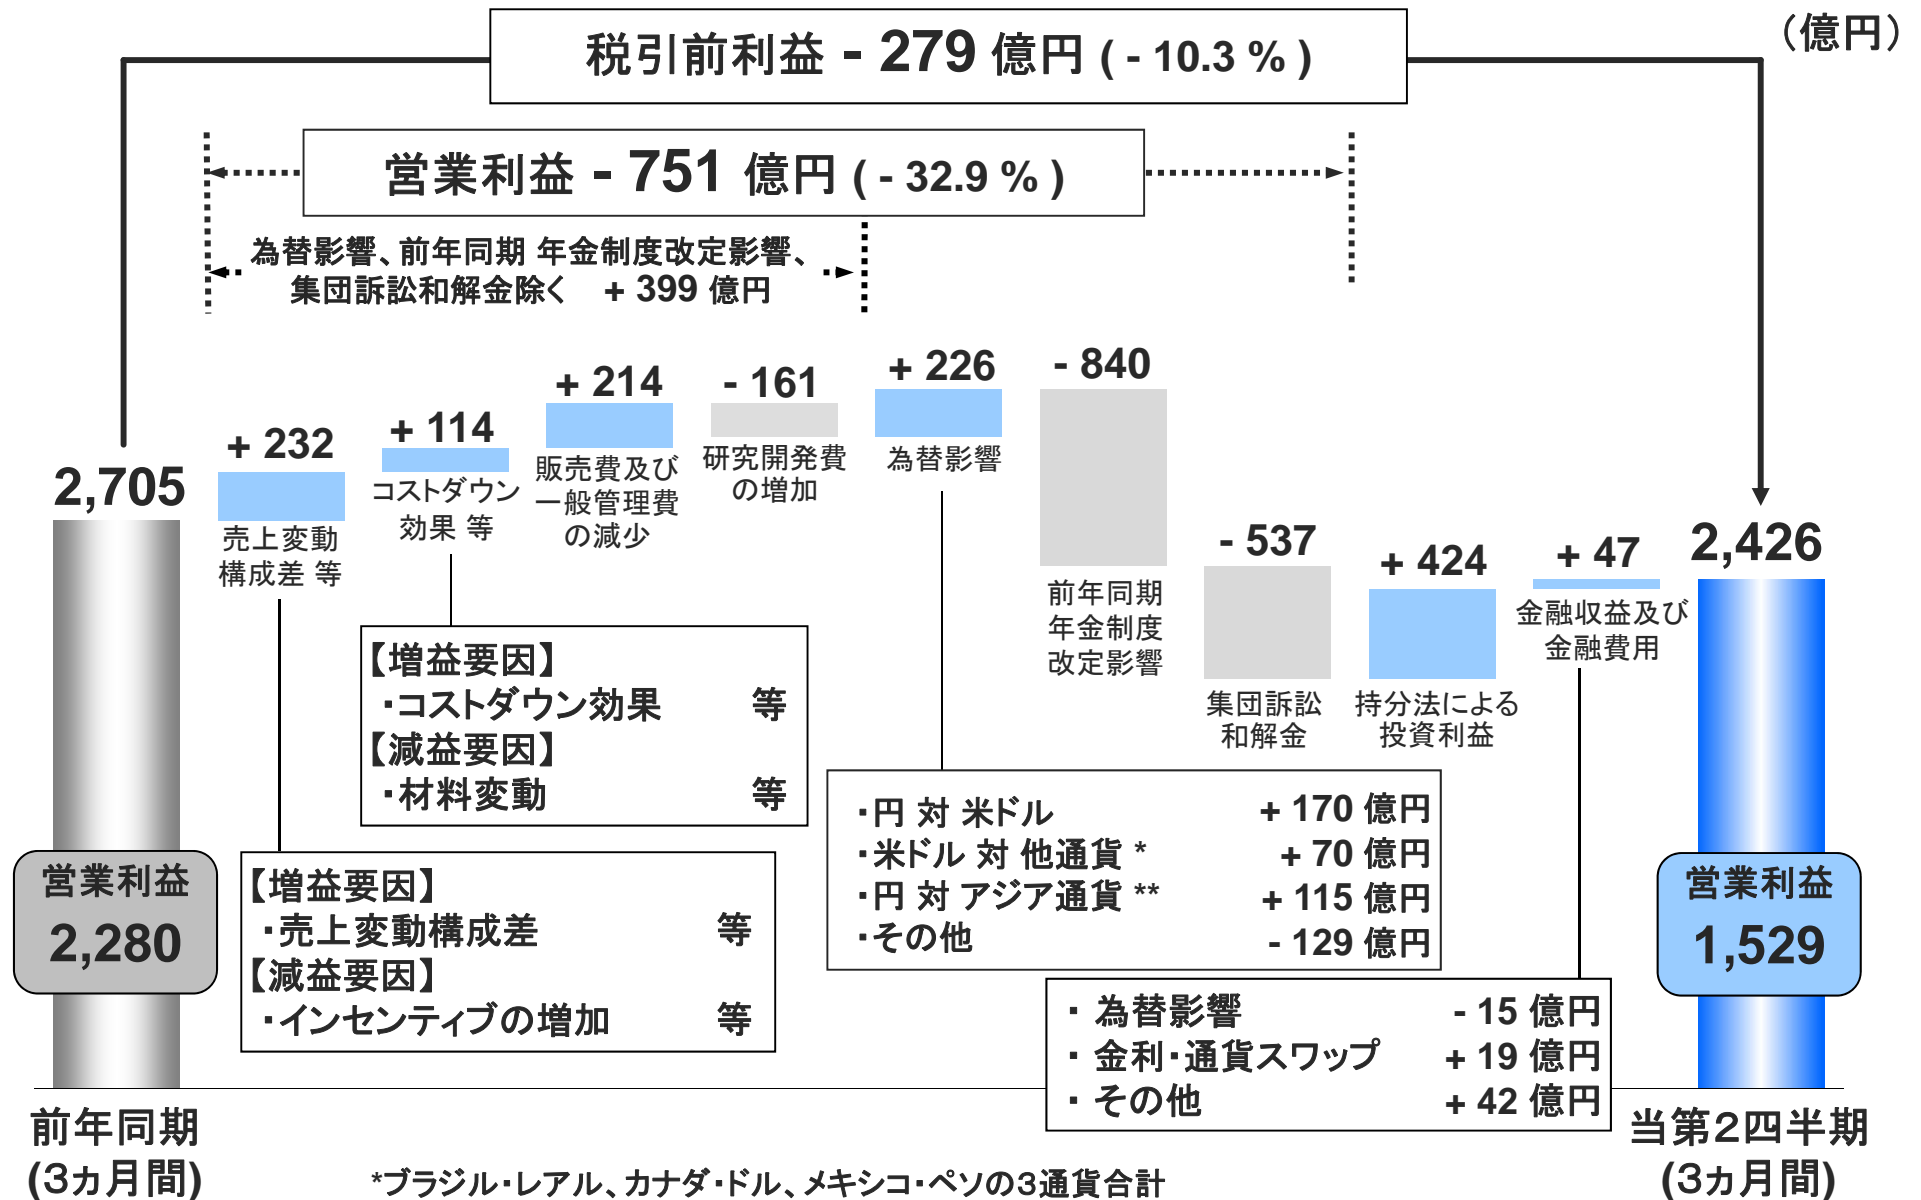 (億円)
税引前利益 - 279 億円 ( - 10.3 % )
営業利益 - 751 億円 ( - 32.9 % )
為替影響、前年同期 年金制度改定影響、
集団訴訟和解金除く + 399 億円
2,705
+ 232
売上変動
構成差 等
+ 114
コストダウン
効果 等
+ 214
販売費及び
一般管理費
の減少
- 161
研究開発費
の増加
+ 226
為替影響
- 840
前年同期
年金制度
改定影響
- 537
集団訴訟
和解金
+ 424
持分法による
投資利益
+ 47
金融収益及び
金融費用
2,426
【増益要因】
・コストダウン効果 等
【減益要因】
・材料変動 等
【増益要因】
・売上変動構成差 等
【減益要因】
・インセンティブの増加 等
・円 対 米ドル + 170 億円
・米ドル 対 他通貨 * + 70 億円
・円 対 アジア通貨 ** + 115 億円
・その他 - 129 億円
・ 為替影響 - 15 億円
・ 金利・通貨スワップ + 19 億円
・ その他 + 42 億円
営業利益
2,280
営業利益
1,529
前年同期
(3ヵ月間)
当第2四半期
(3ヵ月間)
*ブラジル・レアル、カナダ・ドル、メキシコ・ペソの3通貨合計